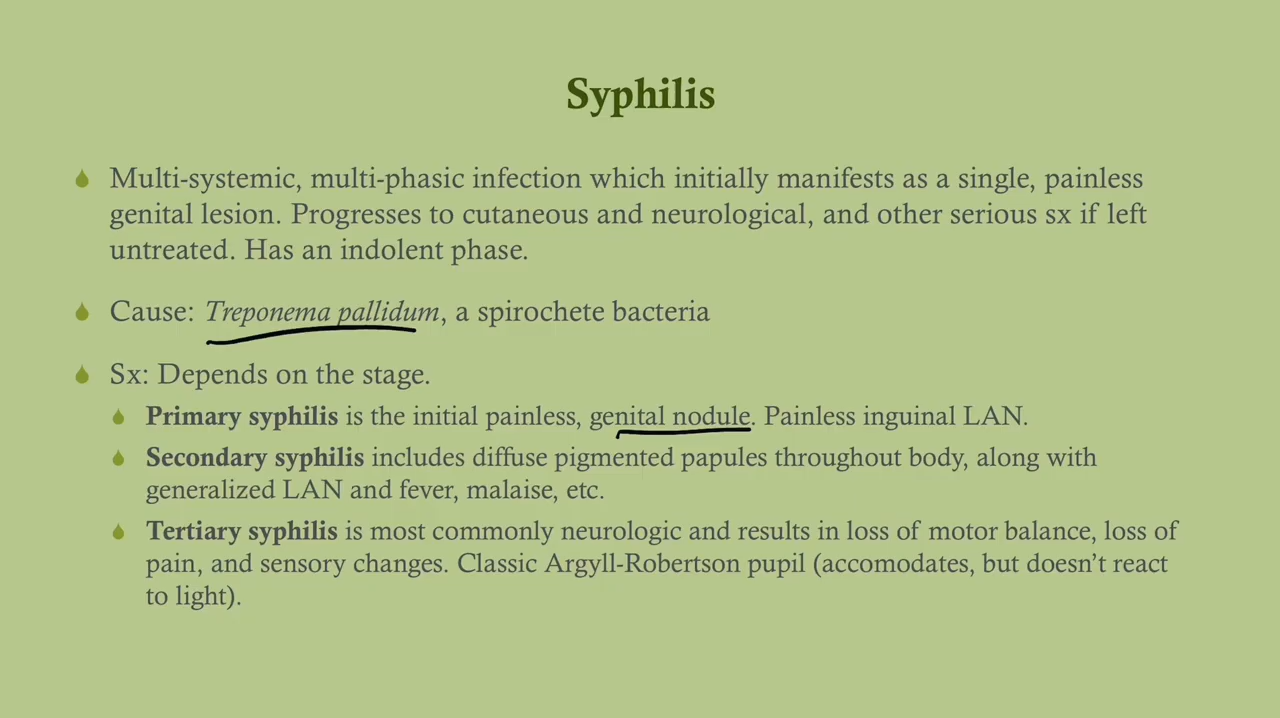 Syphilis
Multi-systemic, multi-phasic infection which initially manifests as a single, painless
genital lesion. Progresses to cutaneous and neurological, and other serious sx if left
untreated. Has an indolent phase.
Cause: Treponema pallidum, a spirochete bacteria
Sx: Depends on the stage.
Primary syphilis is the initial painless, genital nodule. Painless inguinal LAN.
Secondary syphilis includes diffuse pigmented papules throughout body, along with
generalized LAN and fever, malaise, etc.
Tertiary syphilis is most commonly neurologic and results in loss of motor balance, loss of
pain, and sensory changes. Classic Argyll-Robertson pupil (accomodates, but doesn’t react
to light).